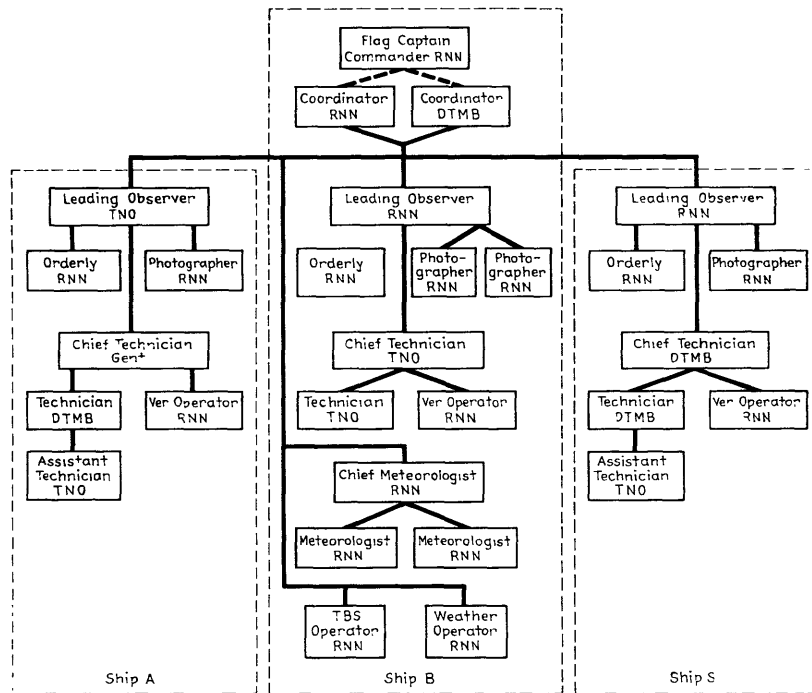 Flag Captain
Commander RNN
Coordinator
RNN
Coordinator
DTMB
Leading Observer
TNO
Orderly
RNN
Photographer
RNN
Chief Technician
Gent
Technician
DTMB
Ver Operator
RNN
Assistant
Technician
TNO
Ship A
Leading Observer
RNN
Orderly
RNN
Photo-
grapher
RNN
Photo-
grapher
RNN
Chief Technician
TNO
Technician
TNO
Ver Operator
RNN
Chief Meteorologist
RNN
Meteorologist
RNN
Meteorologist
RNN
TBS
Operator
RNN
Weather
Operator
RNN
Ship B
Leading Observer
RNN
Orderly
RNN
Photographer
RNN
Chief Technician
DTMB
Technician
DTMB
Ver Operator
RNN
Assistant
Technician
TNO
Ship S